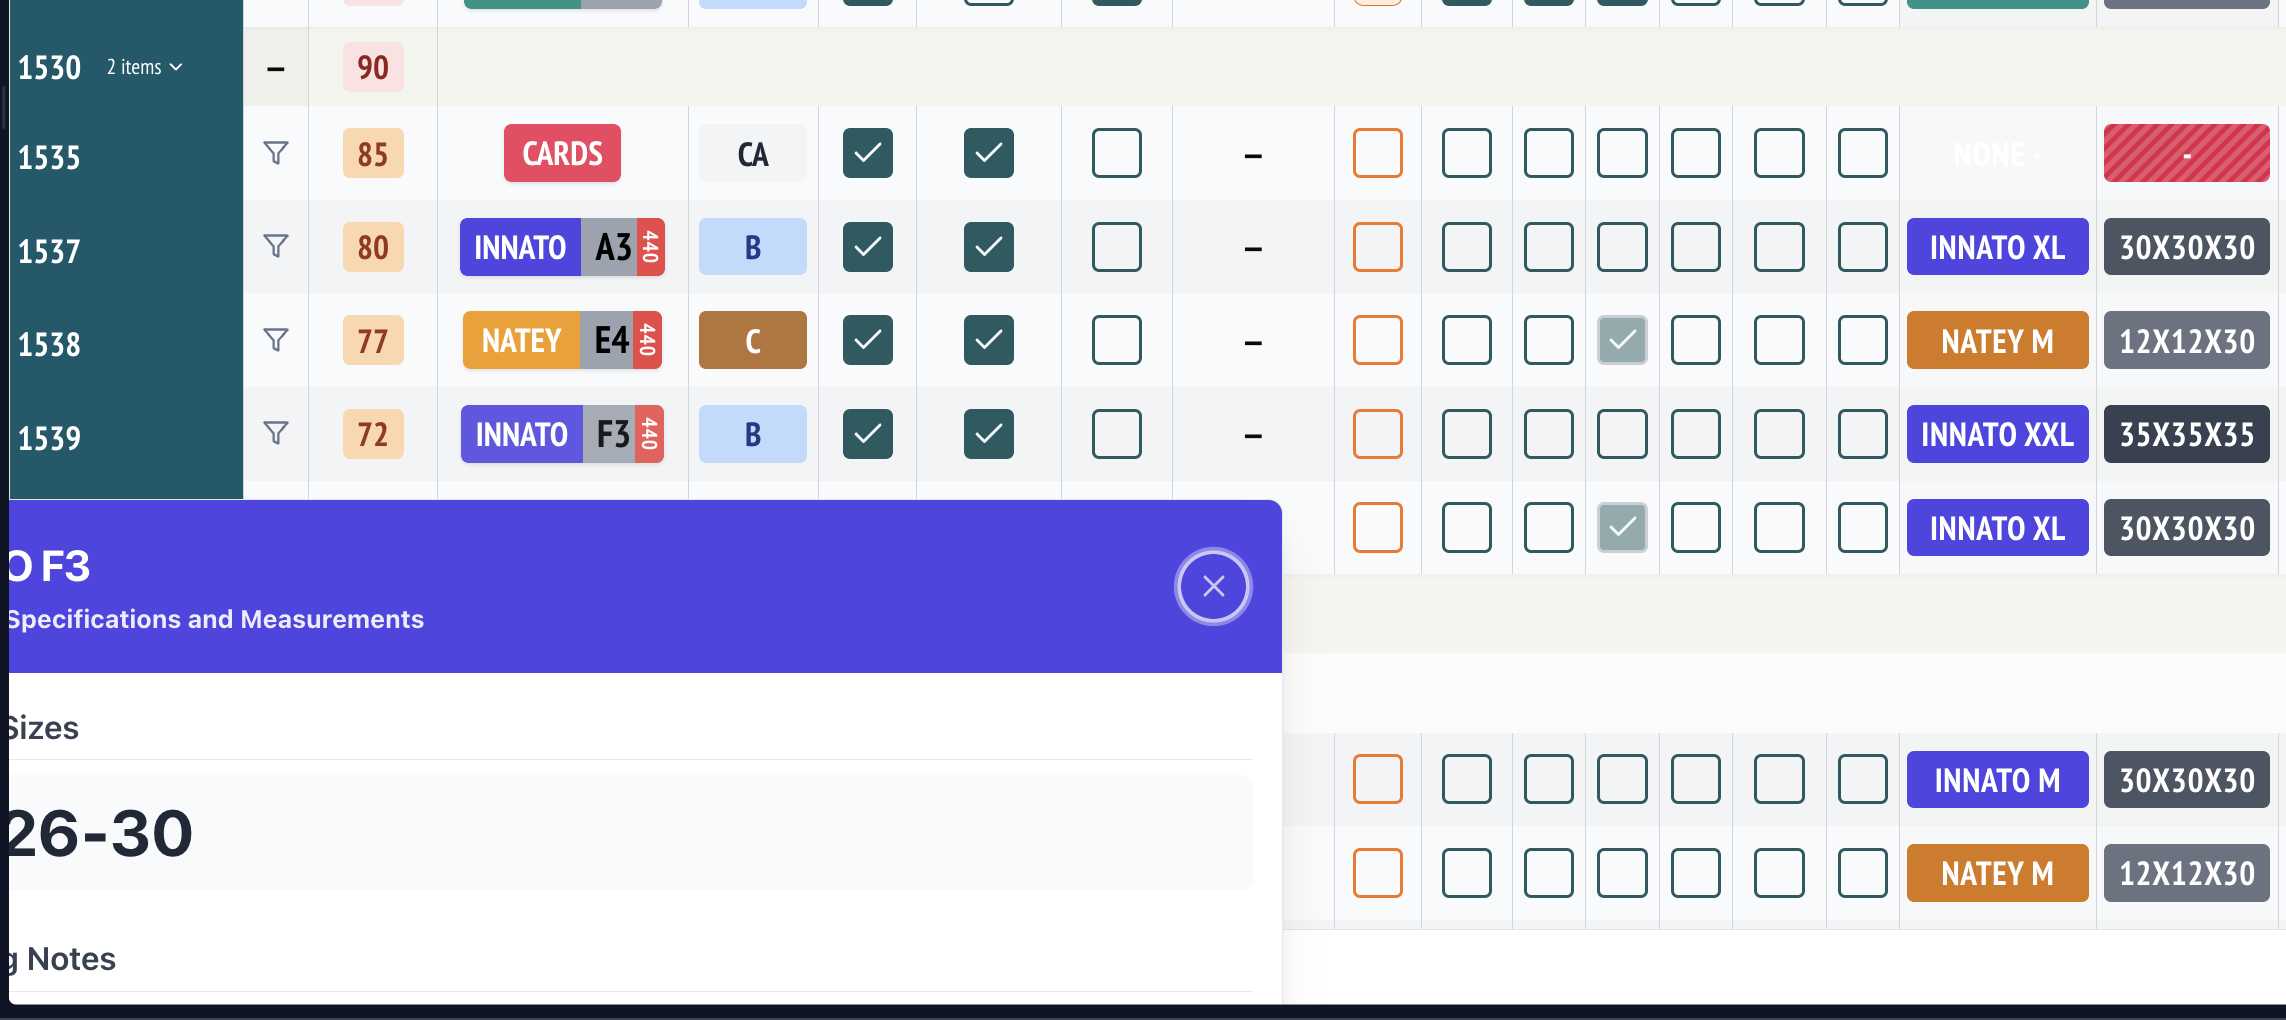 1530 2 items – 90
1535 85 CARDS CA – NONE - -
1537 80 INNATO A3 440 B – INNATO XL 30X30X30
1538 77 NATEY E4 440 C – NATEY M 12X12X30
1539 72 INNATO F3 440 B – INNATO XXL 35X35X35
INNATO XL 30X30X30
O F3
Specifications and Measurements
Sizes
INNATO M 30X30X30
26-30
NATEY M 12X12X30
g Notes